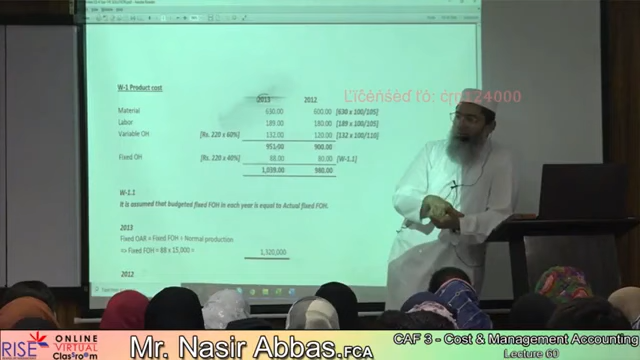 W-1 Product cost
2013 2012
Material 630.00 600.00 [630 x 100/105]
Labor 189.00 180.00 [189 x 100/105]
Variable OH [Rs. 220 x 60%] 132.00 120.00 [132 x 100/110]
951.00 900.00
Fixed OH [Rs. 220 x 40%] 88.00 80.00 [W-1.1]
1,039.00 980.00
W-1.1
It is assumed that budgeted fixed FOH in each year is equal to Actual fixed FOH.
2013
Fixed OAR = Fixed FOH ÷ Normal production
=> Fixed FOH = 88 x 15,000 = 1,320,000
2012
Licensed to: cm124000
RISE ONLINE VIRTUAL Classroom
Mr. Nasir Abbas.FCA
CAF 3 - Cost & Management Accounting
Lecture 60